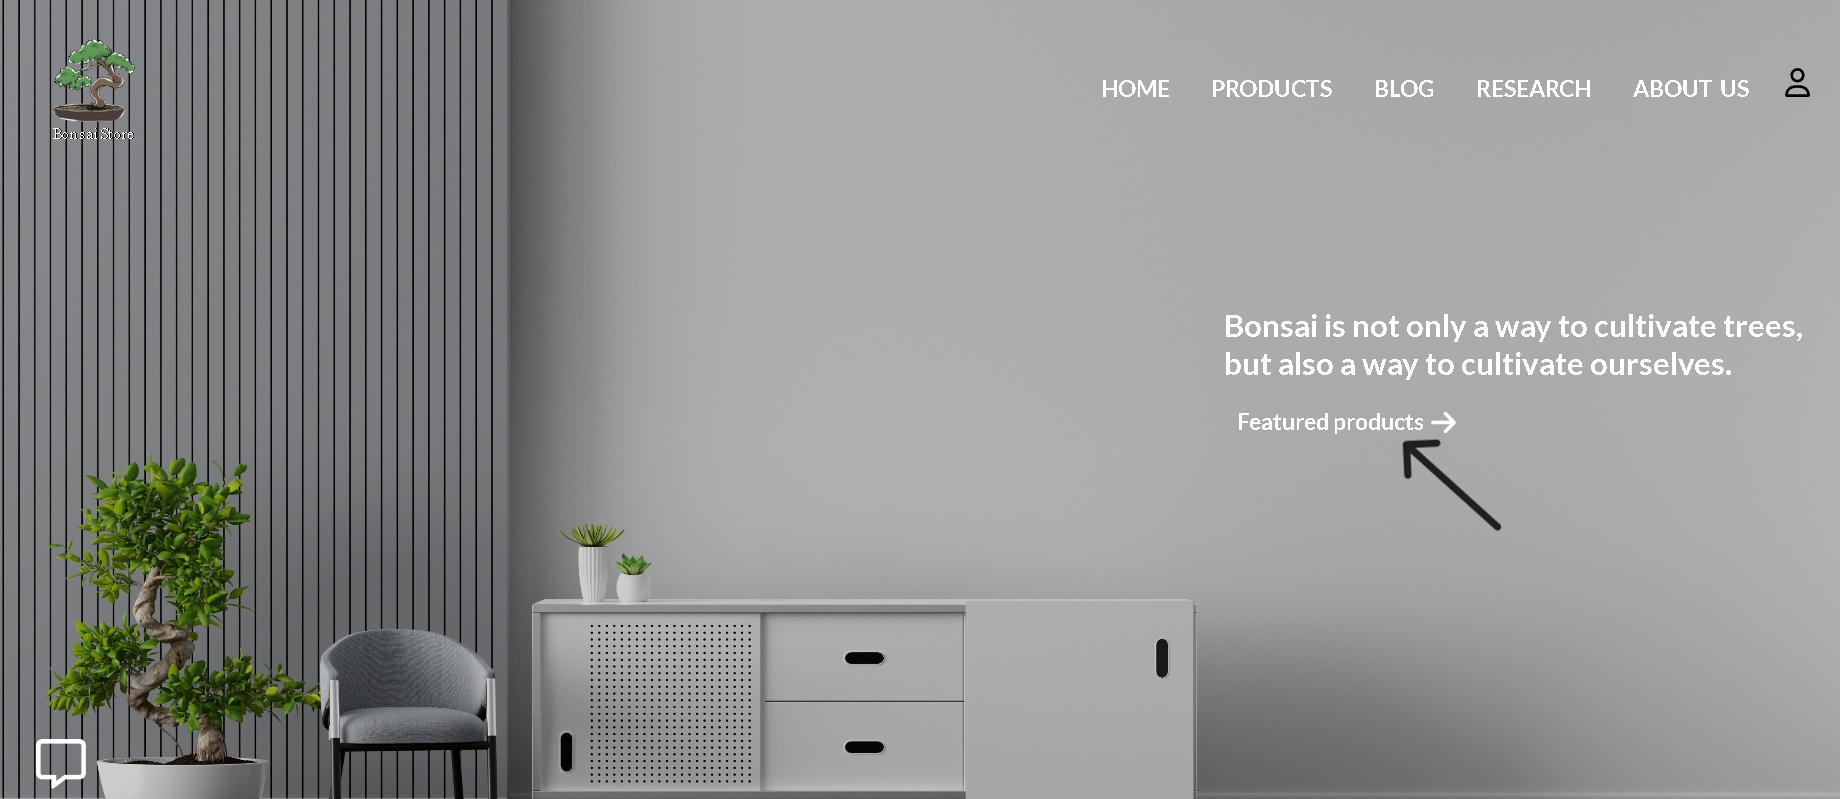 Bonsai Store
HOME PRODUCTS BLOG RESEARCH ABOUT US
Bonsai is not only a way to cultivate trees,
but also a way to cultivate ourselves.
Featured products